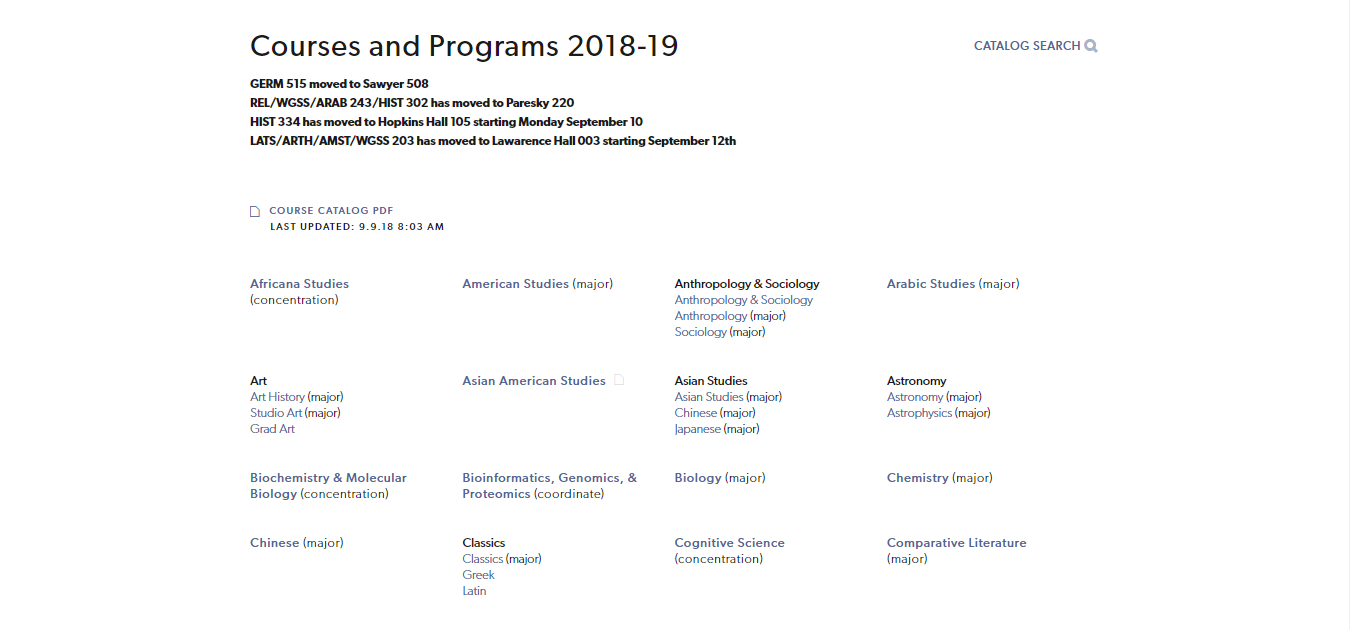 Courses and Programs 2018-19
CATALOG SEARCH
GERM 515 moved to Sawyer 508
REL/WGSS/ARAB 243/HIST 302 has moved to Paresky 220
HIST 334 has moved to Hopkins Hall 105 starting Monday September 10
LATS/ARTH/AMST/WGSS 203 has moved to Lawarence Hall 003 starting September 12th
COURSE CATALOG PDF
LAST UPDATED: 9.9.18 8:03 AM
Africana Studies
(concentration)
American Studies (major)
Anthropology & Sociology
Anthropology & Sociology
Anthropology (major)
Sociology (major)
Arabic Studies (major)
Art
Art History (major)
Studio Art (major)
Grad Art
Asian American Studies
Asian Studies
Asian Studies (major)
Chinese (major)
Japanese (major)
Astronomy
Astronomy (major)
Astrophysics (major)
Biochemistry & Molecular
Biology (concentration)
Bioinformatics, Genomics, &
Proteomics (coordinate)
Biology (major)
Chemistry (major)
Chinese (major)
Classics
Classics (major)
Greek
Latin
Cognitive Science
(concentration)
Comparative Literature
(major)